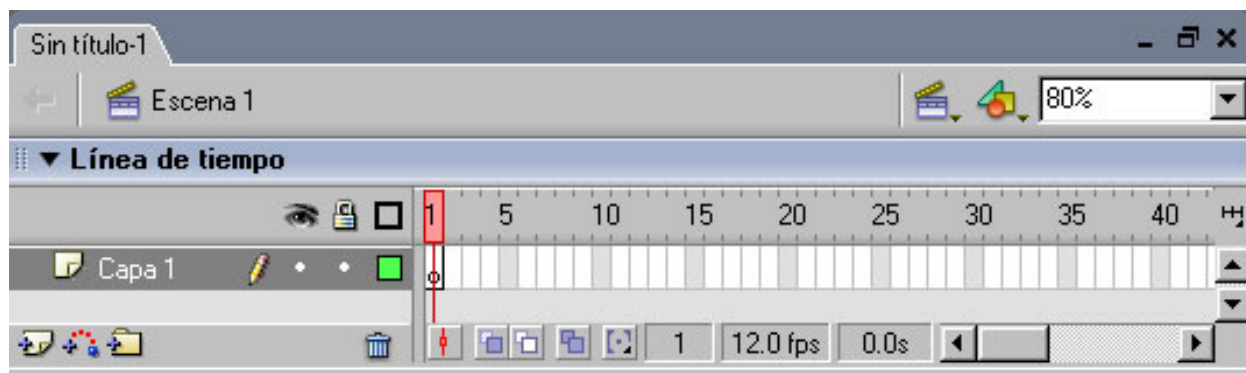 Sin título-1
Escena 1
80%
Línea de tiempo
1 5 10 15 20 25 30 35 40
Capa 1
1 12.0 fps 0.0s